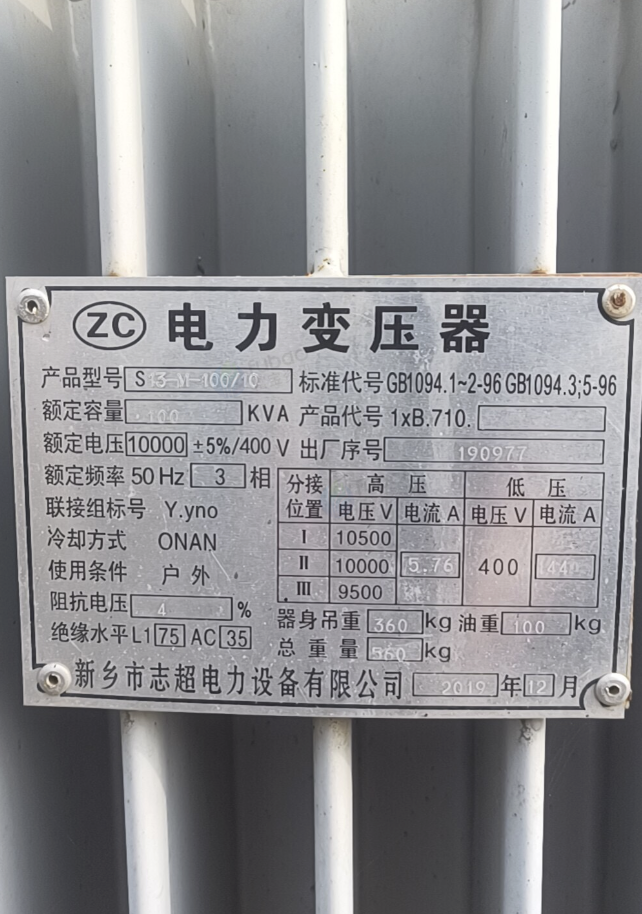 ZC 电力变压器
产品型号 S13-M-100/10 标准代号 GB1094.1~2-96 GB1094.3;5-96
额定容量 100 KVA 产品代号 1xB.710.
额定电压 10000 ±5%/400 V 出厂序号 190977
额定频率 50 Hz 3 相
联接组标号 Y.yno
冷却方式 ONAN
使用条件 户外
阻抗电压 4 %
绝缘水平 L1 75 AC 35
分接位置 高压 低压
电压V 电流A 电压V 电流A
I 10500
II 10000 5.76 400
III 9500
器身吊重 360 kg 油重 100 kg
总重量 560 kg
新乡市志超电力设备有限公司 2019 年 12 月